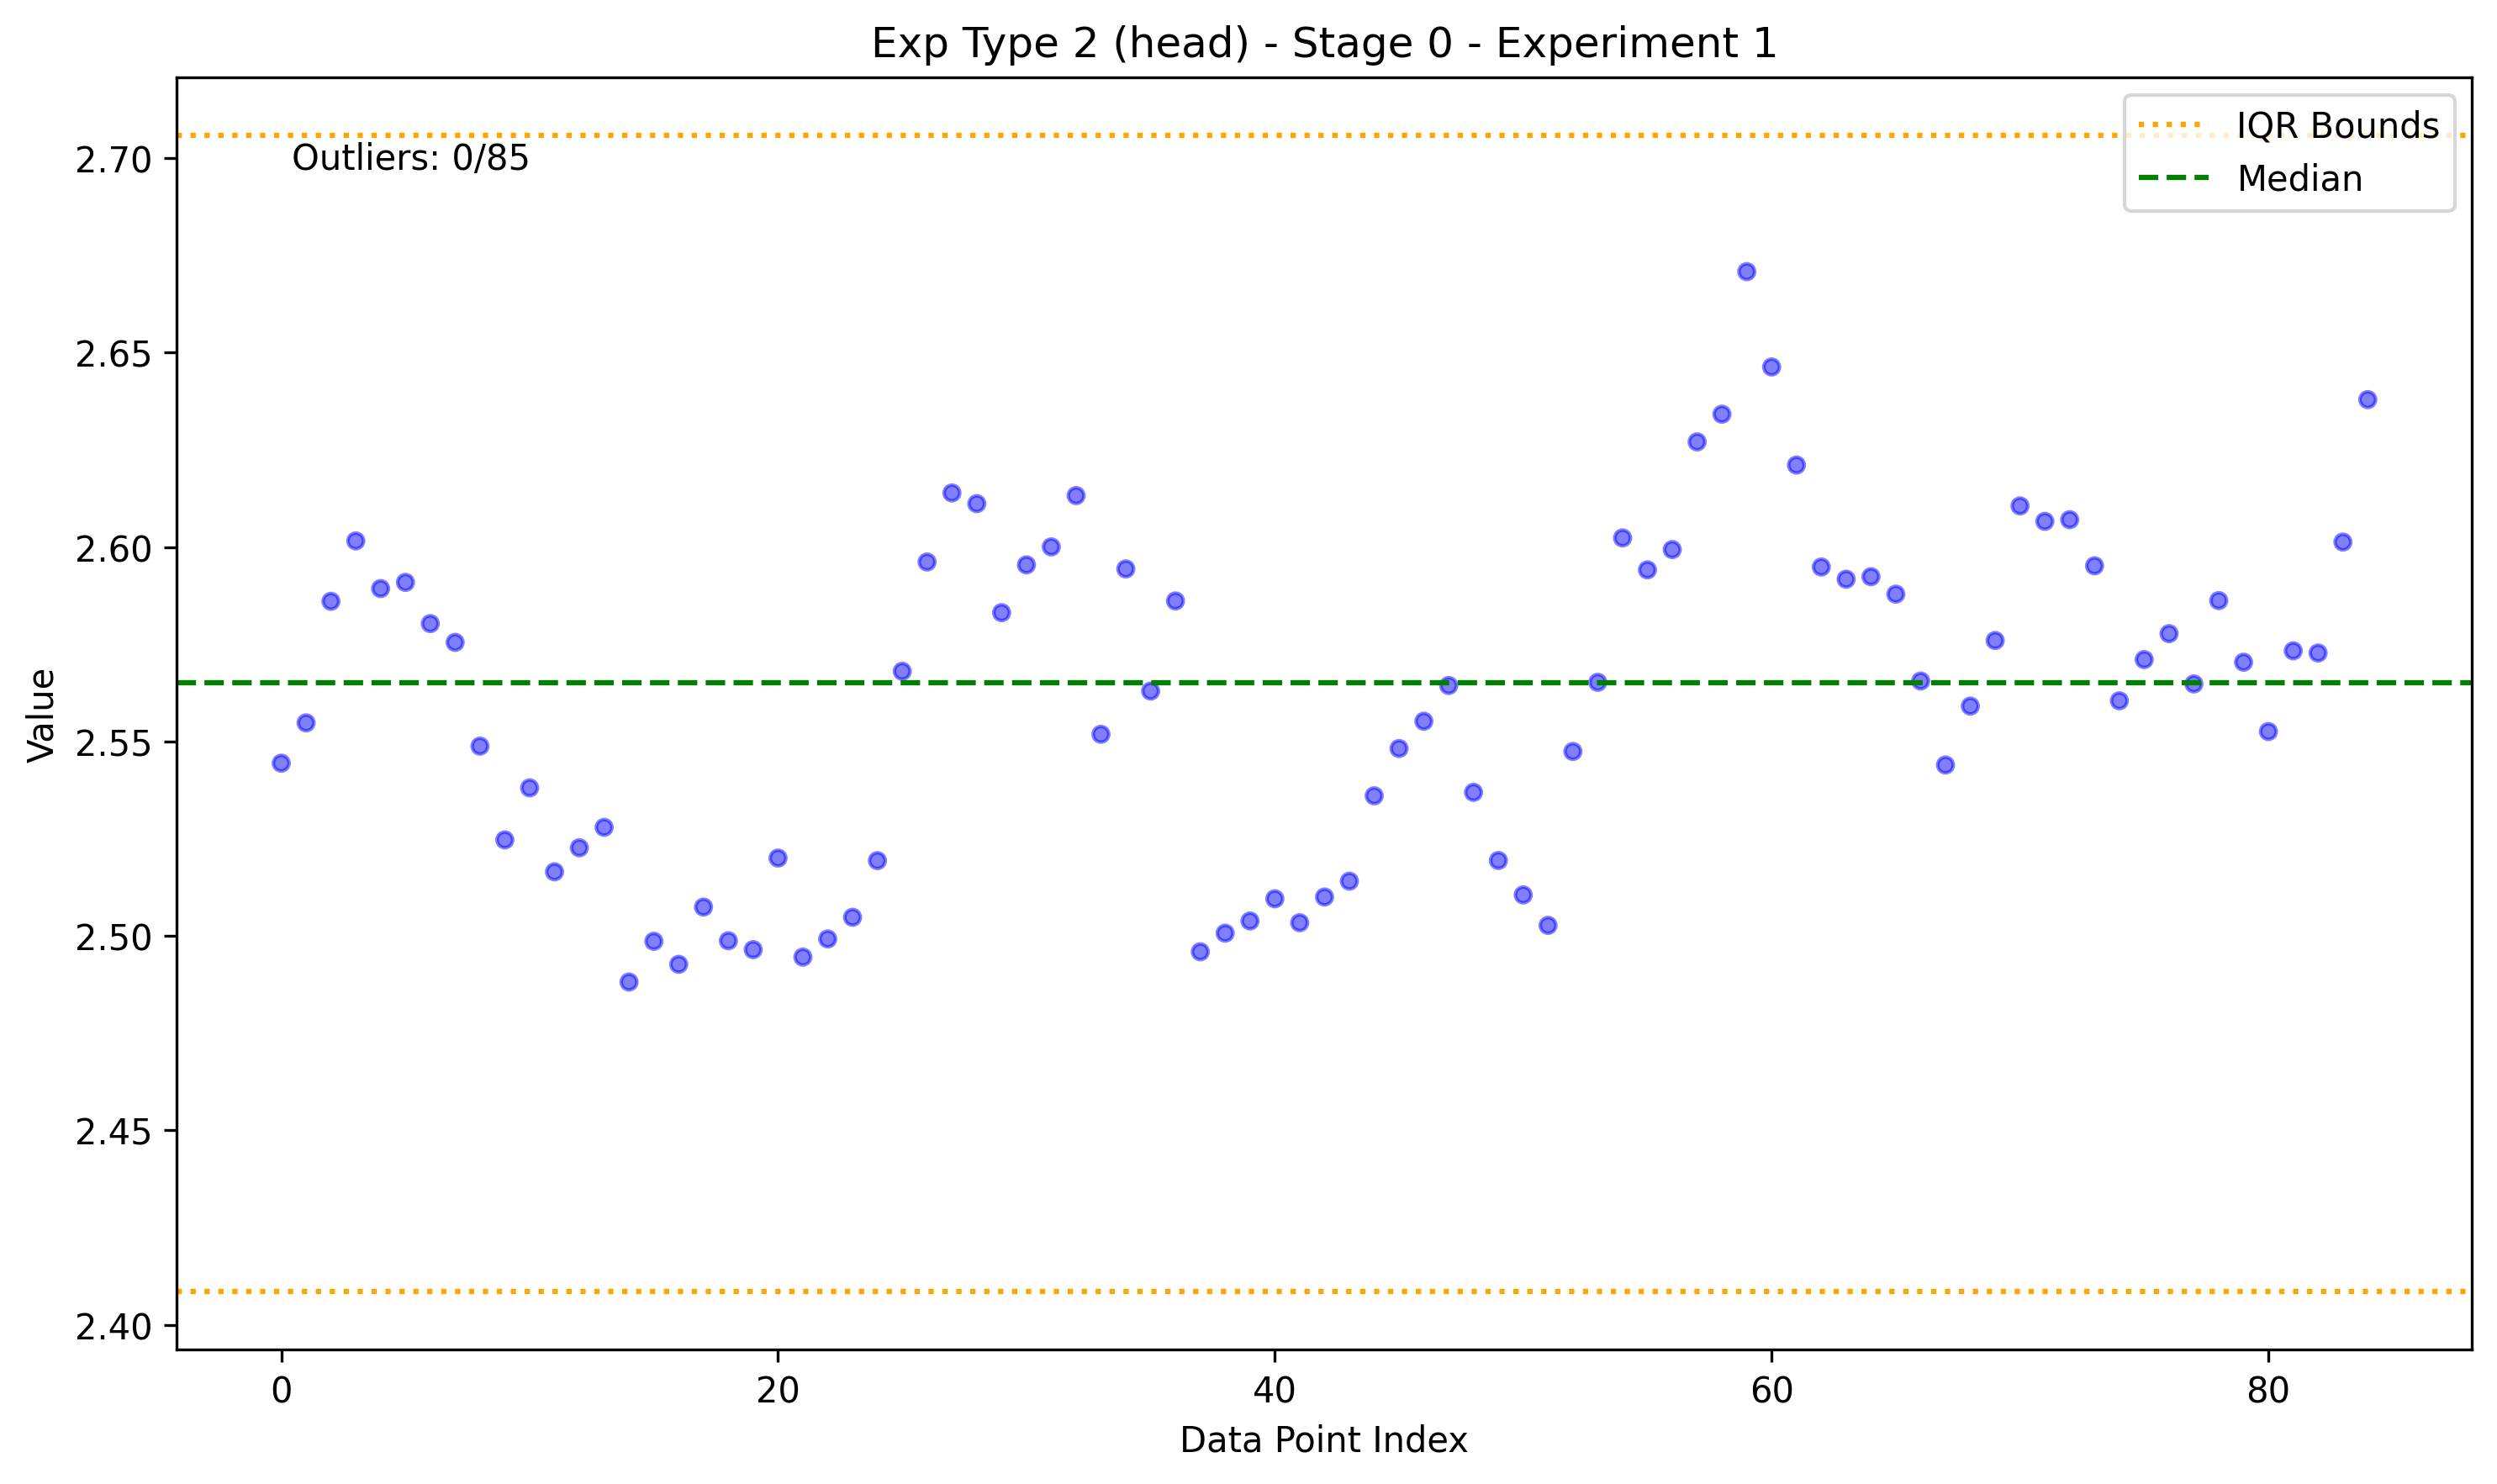 Exp Type 2 (head) - Stage 0 - Experiment 1
IQR Bounds
Median
Outliers: 0/85
2.70
2.65
2.60
2.55
2.50
2.45
2.40
Value
0 20 40 60 80
Data Point Index